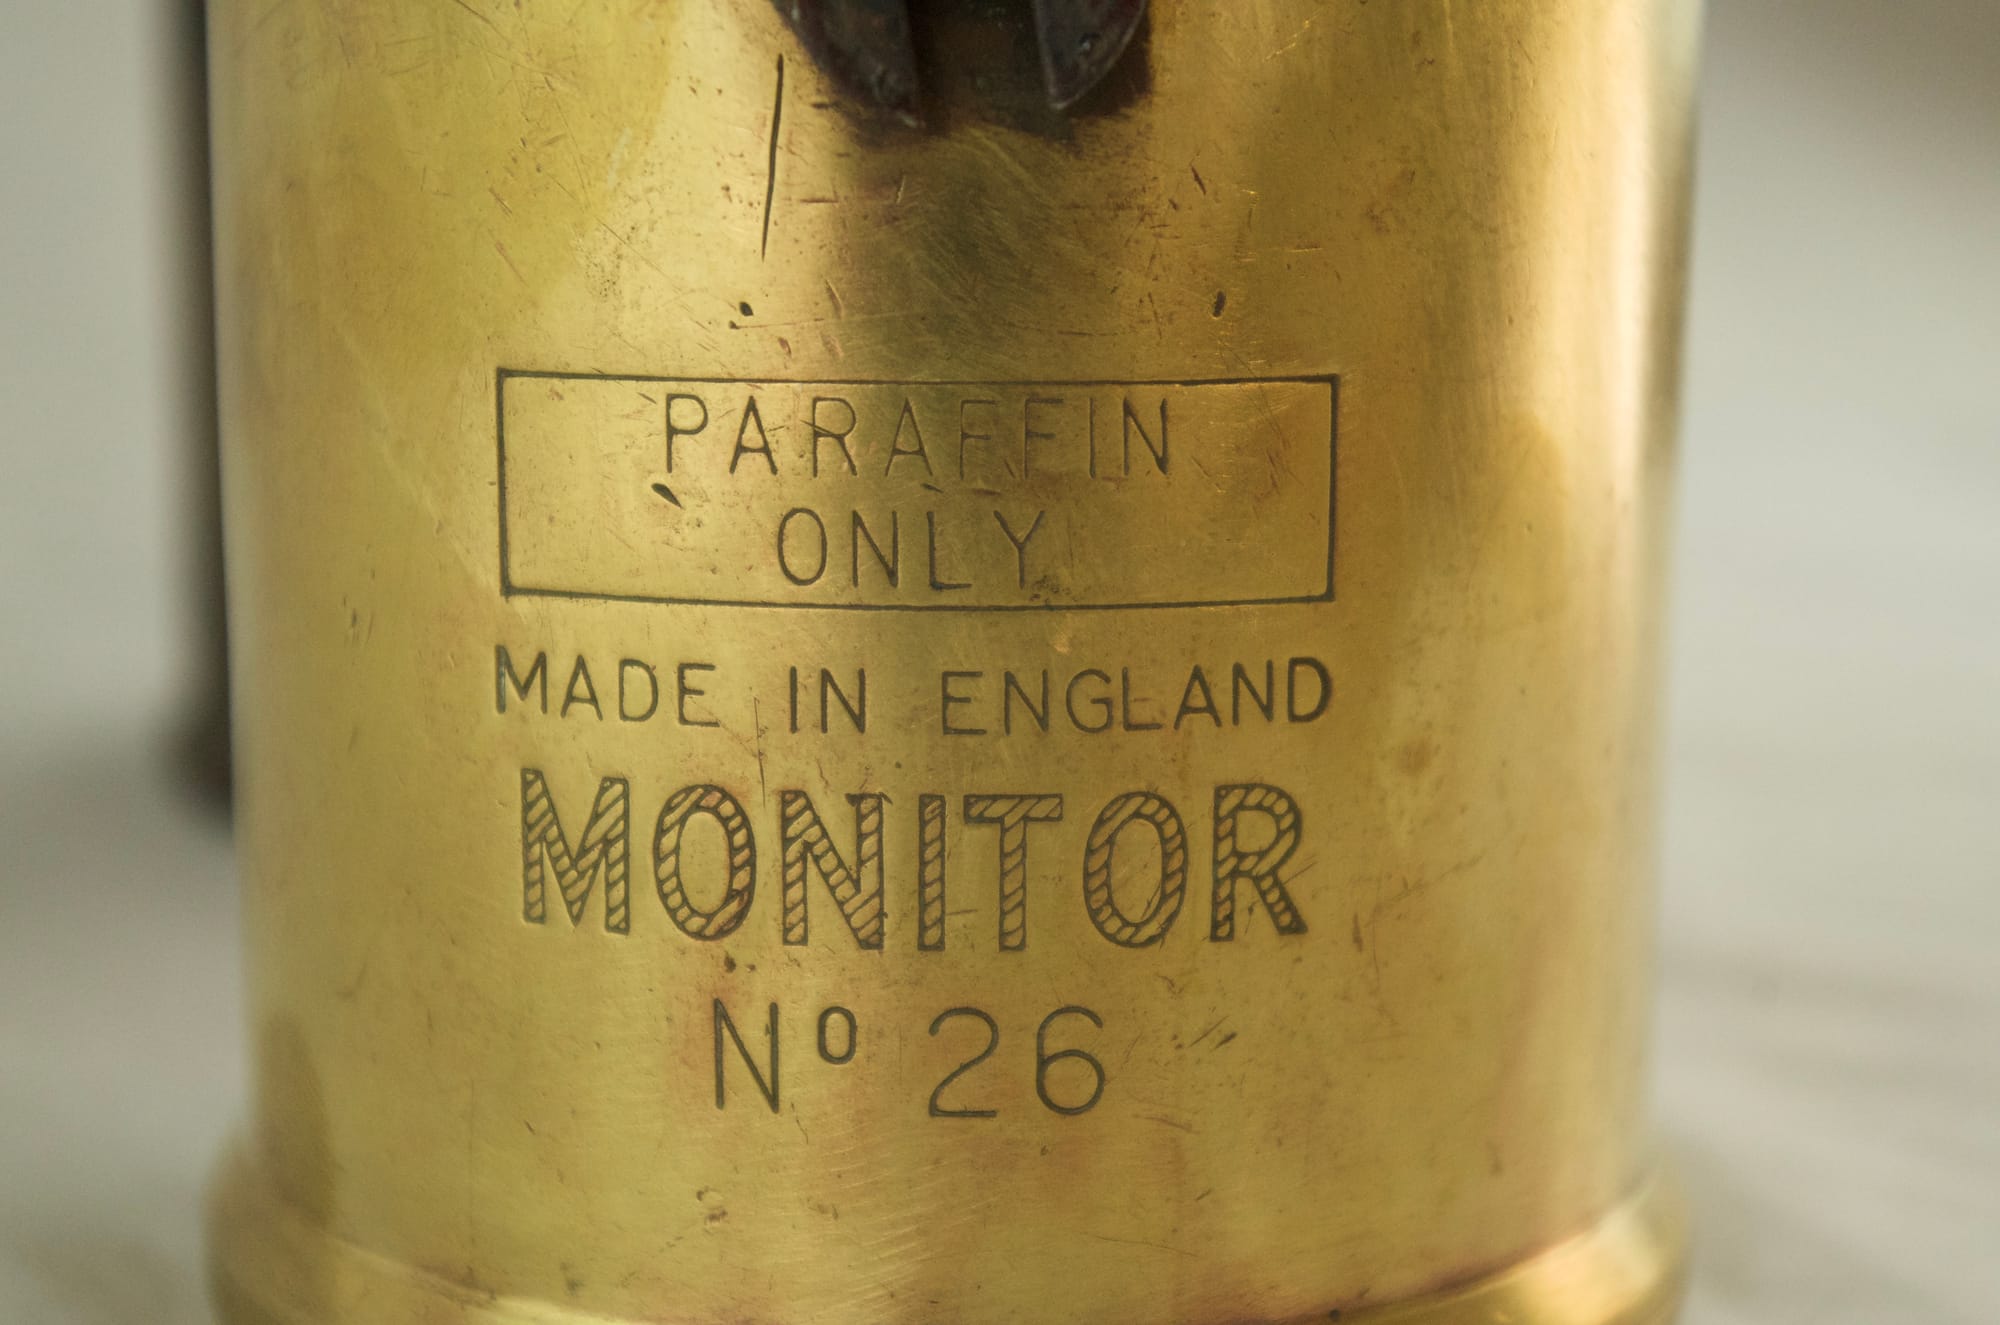 PARAFFIN
ONLY
MADE IN ENGLAND
MONITOR
Nº 26